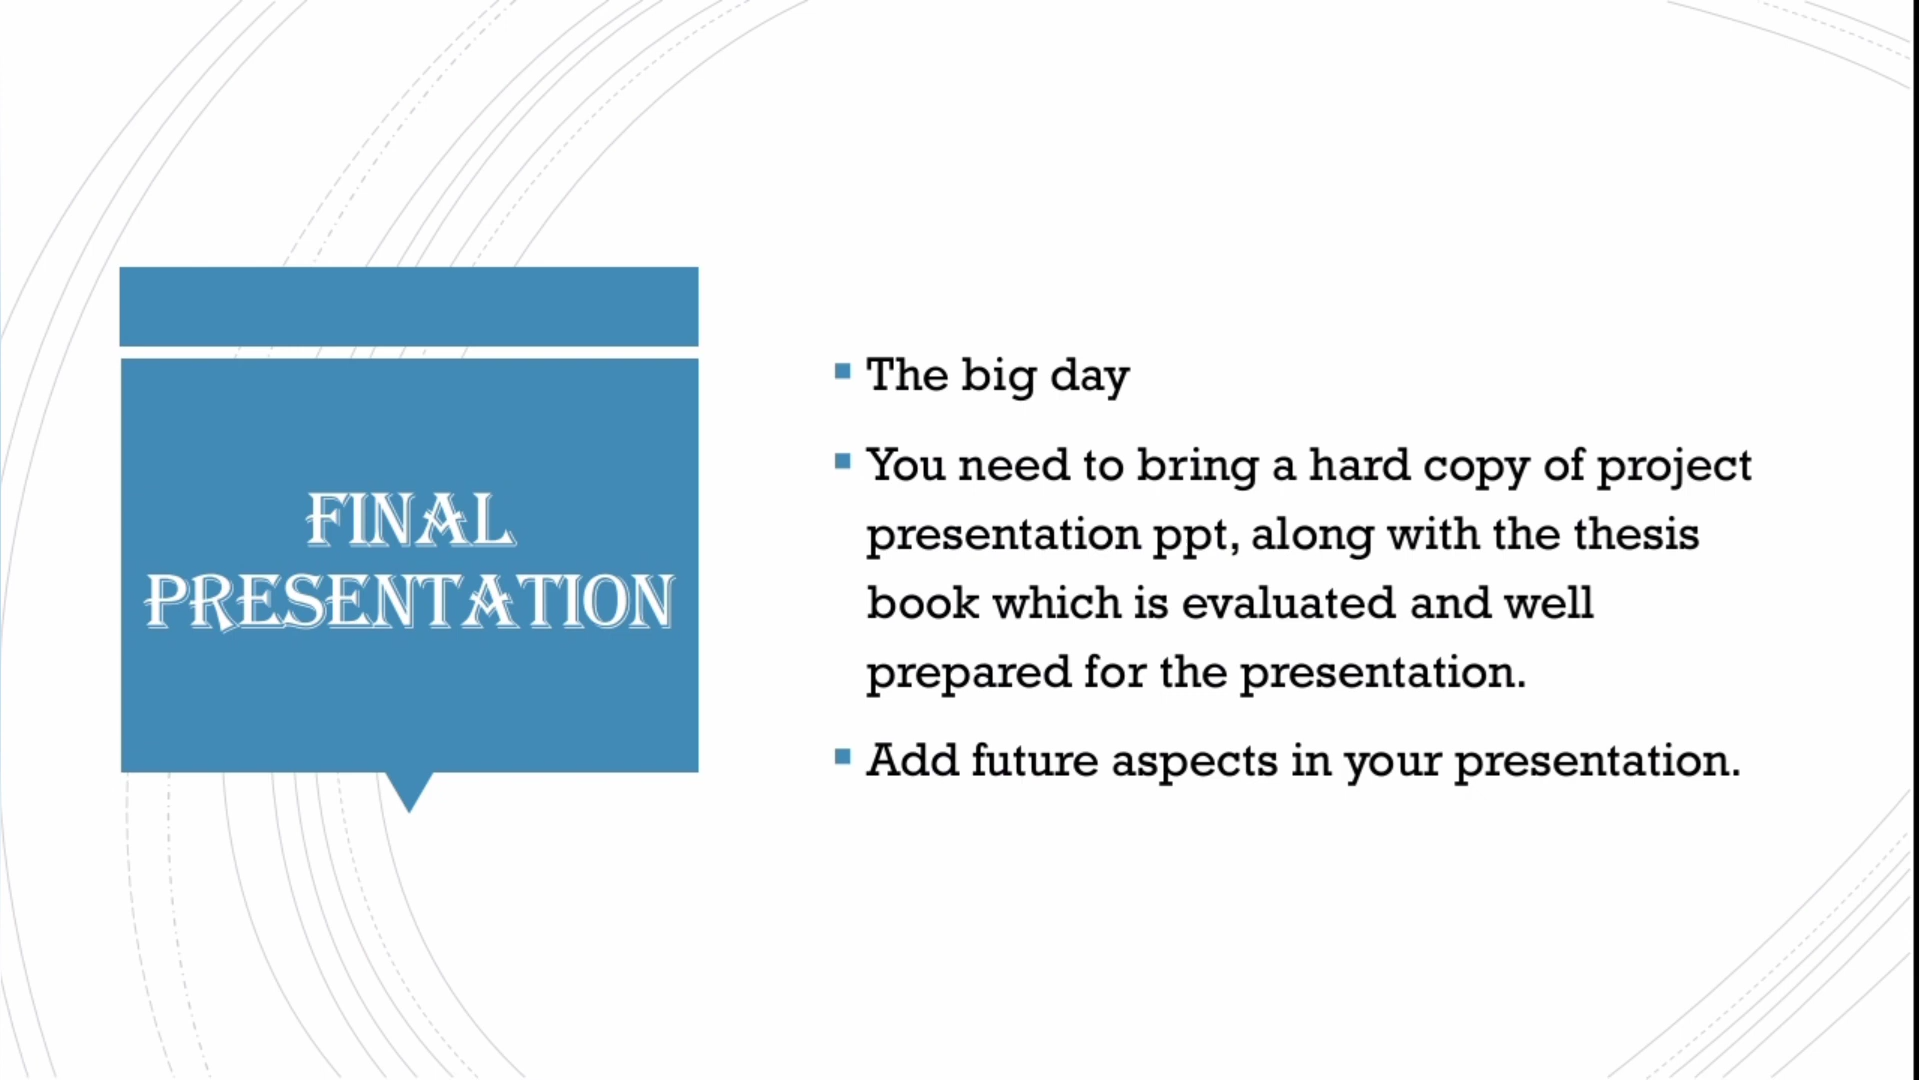 FINAL
PRESENTATION
The big day
You need to bring a hard copy of project
presentation ppt, along with the thesis
book which is evaluated and well
prepared for the presentation.
Add future aspects in your presentation.